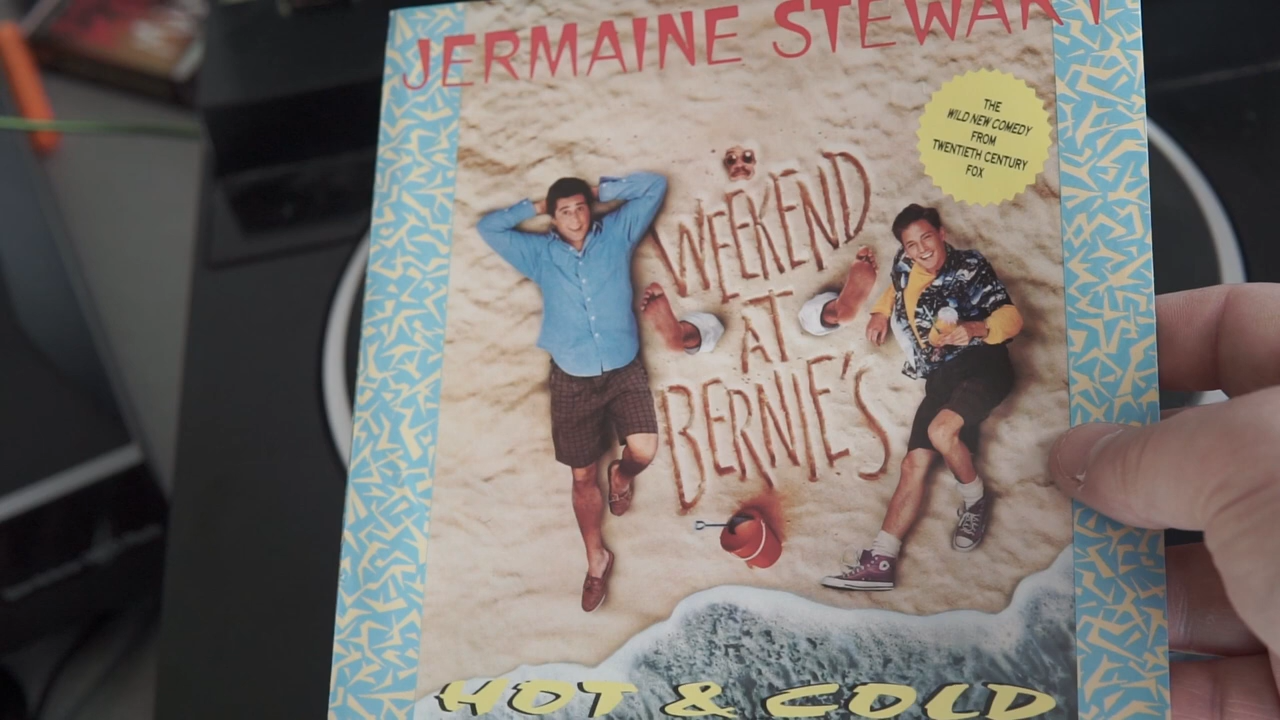 JERMAINE STEWART
THE
WILD NEW COMEDY
FROM
TWENTIETH CENTURY
FOX
WEEKEND
AT
BERNIE'S
HOT & COLD